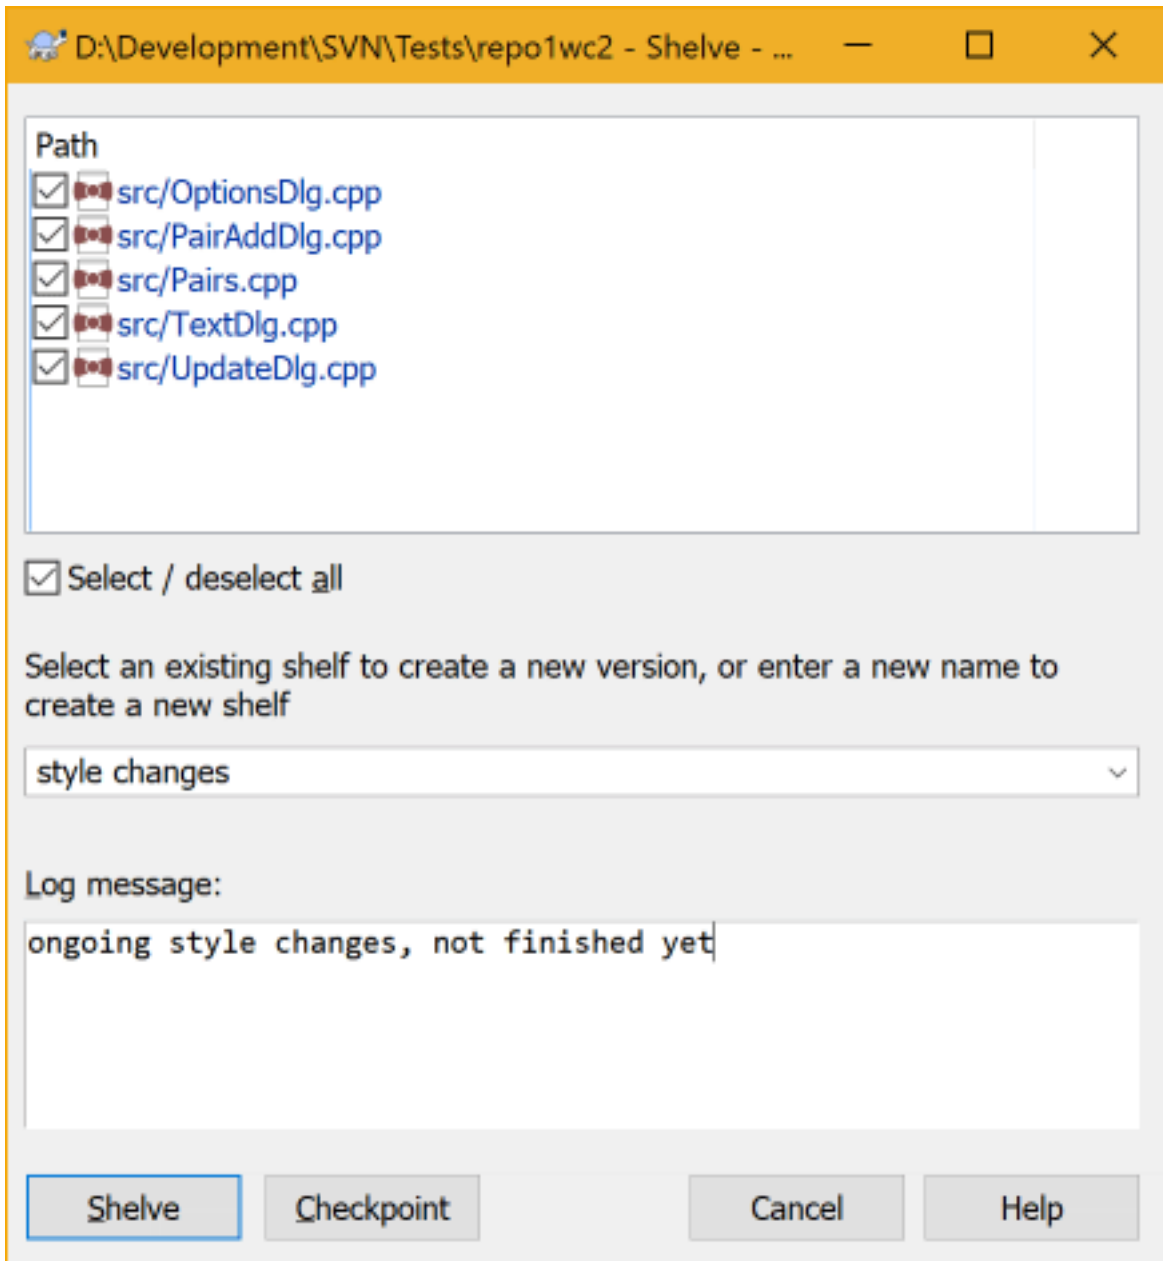 D:\Development\SVN\Tests\repo1wc2 - Shelve - ...
Path
src/OptionsDlg.cpp
src/PairAddDlg.cpp
src/Pairs.cpp
src/TextDlg.cpp
src/UpdateDlg.cpp
Select / deselect all
Select an existing shelf to create a new version, or enter a new name to
create a new shelf
style changes
Log message:
ongoing style changes, not finished yet
Shelve Checkpoint Cancel Help